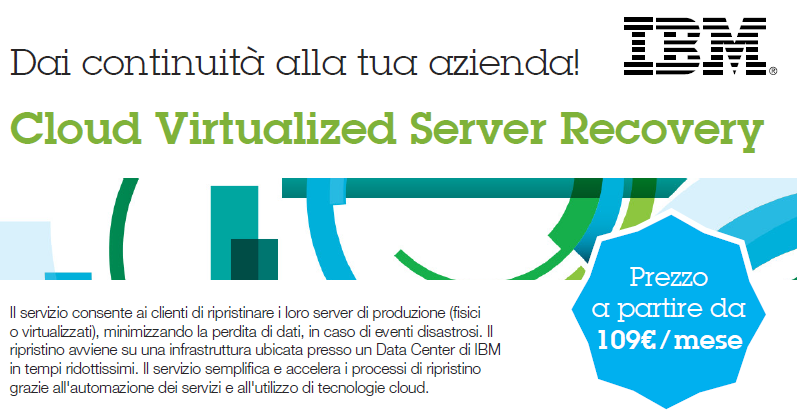 Dai continuità alla tua azienda!
IBM®
Cloud Virtualized Server Recovery
Prezzo
a partire da
109€/mese
Il servizio consente ai clienti di ripristinare i loro server di produzione (fisici
o virtualizzati), minimizzando la perdita di dati, in caso di eventi disastrosi. Il
ripristino avviene su una infrastruttura ubicata presso un Data Center di IBM
in tempi ridottissimi. Il servizio semplifica e accelera i processi di ripristino
grazie all'automazione dei servizi e all'utilizzo di tecnologie cloud.